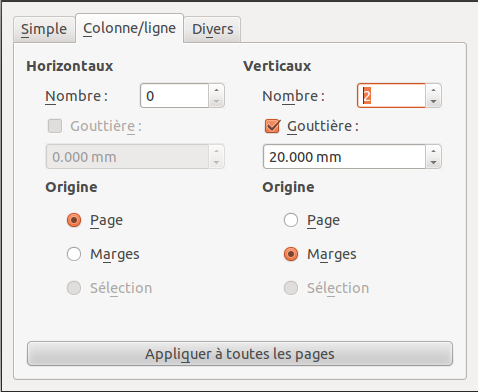 Simple Colonne/ligne Divers
Horizontaux Verticaux
Nombre : 0 Nombre : 2
Gouttière : Gouttière :
0.000 mm 20.000 mm
Origine Origine
Page Page
Marges Marges
Sélection Sélection
Appliquer à toutes les pages